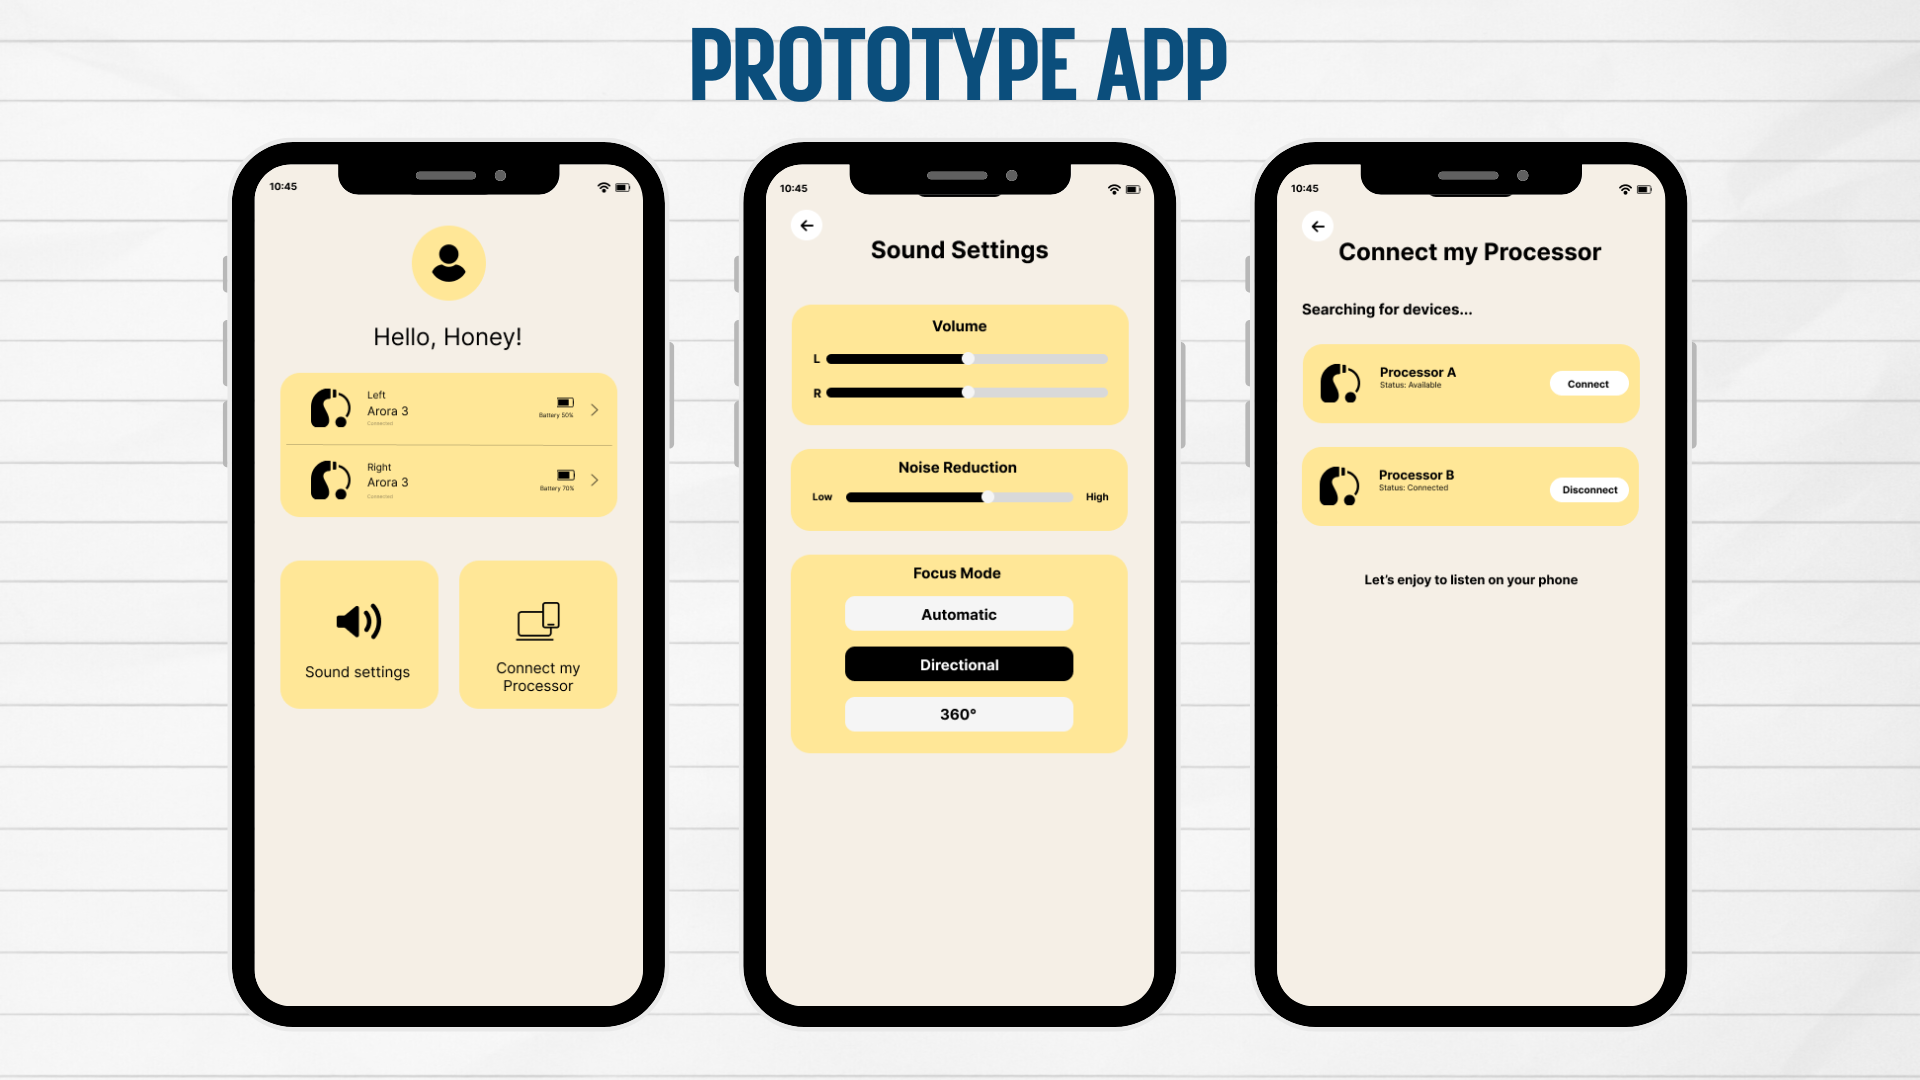 PROTOTYPE APP
10:45
Hello, Honey!
Left
Arora 3
Connected
Battery 50%
Right
Arora 3
Connected
Battery 70%
Sound settings
Connect my
Processor
10:45
Sound Settings
Volume
L
R
Noise Reduction
Low High
Focus Mode
Automatic
Directional
360°
10:45
Connect my Processor
Searching for devices...
Processor A
Status: Available
Connect
Processor B
Status: Connected
Disconnect
Let's enjoy to listen on your phone